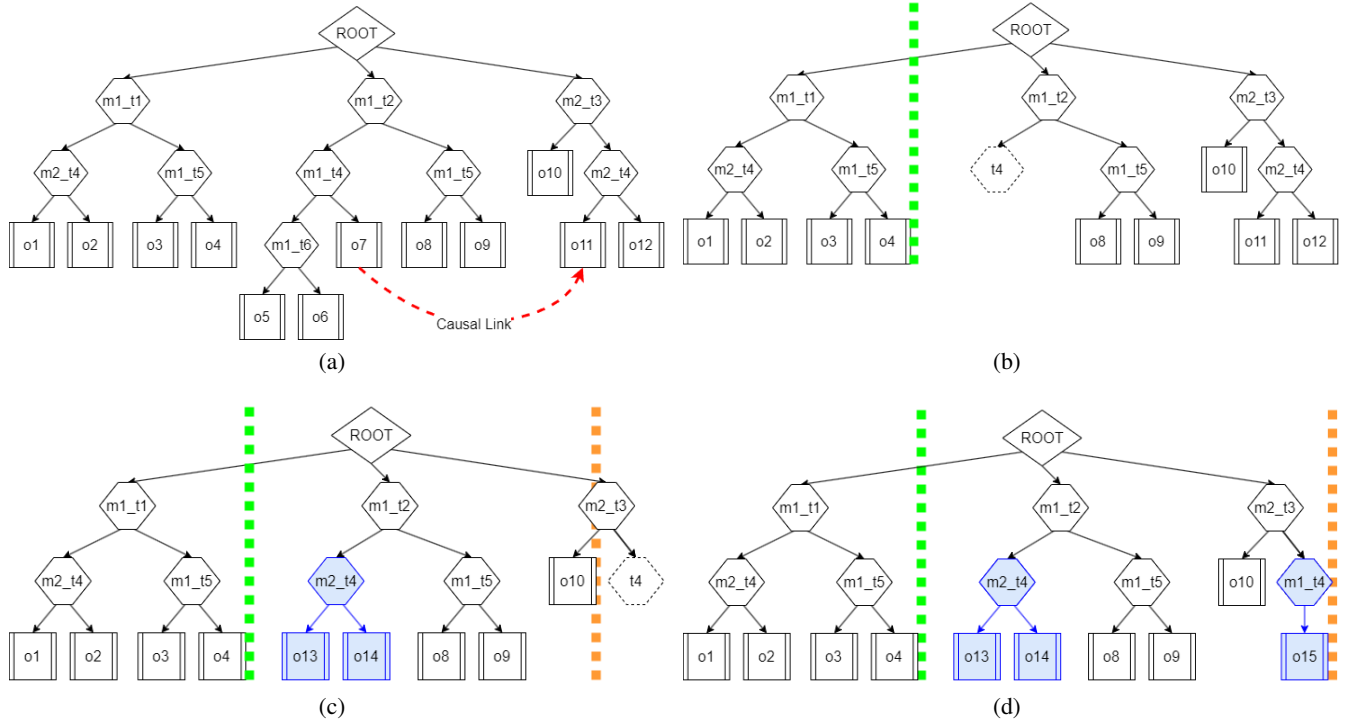 ROOT
m1_t1 m1_t2 m2_t3
m2_t4 m1_t5 m1_t4 m1_t5 o10 m2_t4
o1 o2 o3 o4 m1_t6 o7 o8 o9 o11 o12
o5 o6
Causal Link
(a)
ROOT
m1_t1 m1_t2 m2_t3
m2_t4 m1_t5 t4 m1_t5 o10 m2_t4
o1 o2 o3 o4 o8 o9 o11 o12
(b)
ROOT
m1_t1 m1_t2 m2_t3
m2_t4 m1_t5 m2_t4 m1_t5 o10 t4
o1 o2 o3 o4 o13 o14 o8 o9
(c)
ROOT
m1_t1 m1_t2 m2_t3
m2_t4 m1_t5 m2_t4 m1_t5 o10 m1_t4
o1 o2 o3 o4 o13 o14 o8 o9 o15
(d)